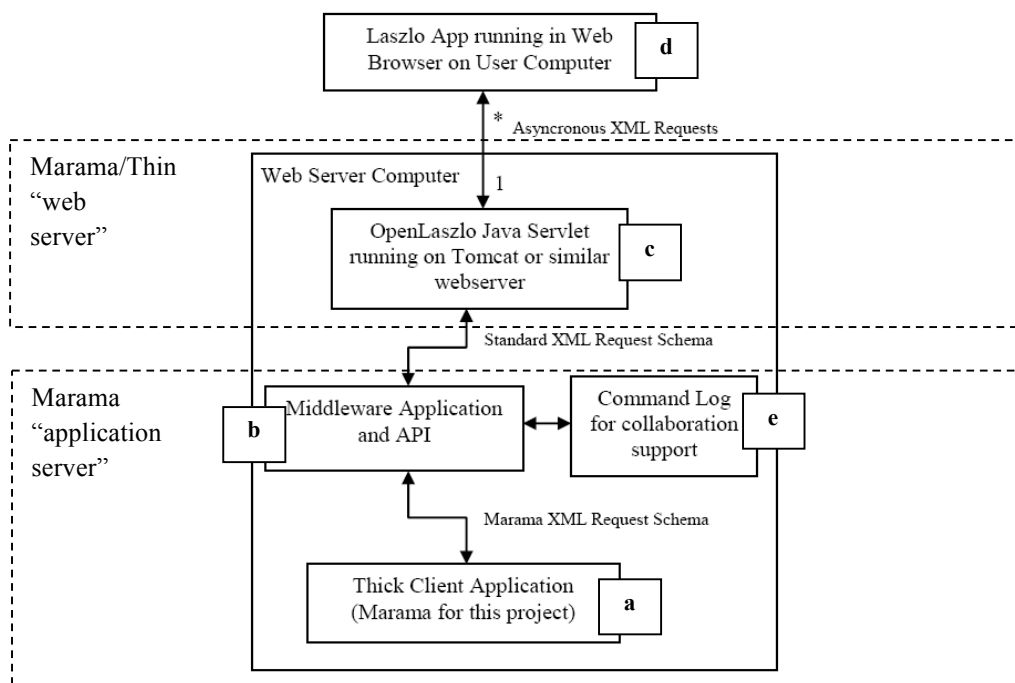 Laszlo App running in Web
Browser on User Computer
d
*
Asyncronous XML Requests
Marama/Thin
“web
server”
Web Server Computer
1
OpenLaszlo Java Servlet
running on Tomcat or similar
webserver
c
Standard XML Request Schema
Marama
“application
server”
b
Middleware Application
and API
Command Log
for collaboration
support
e
Marama XML Request Schema
Thick Client Application
(Marama for this project)
a